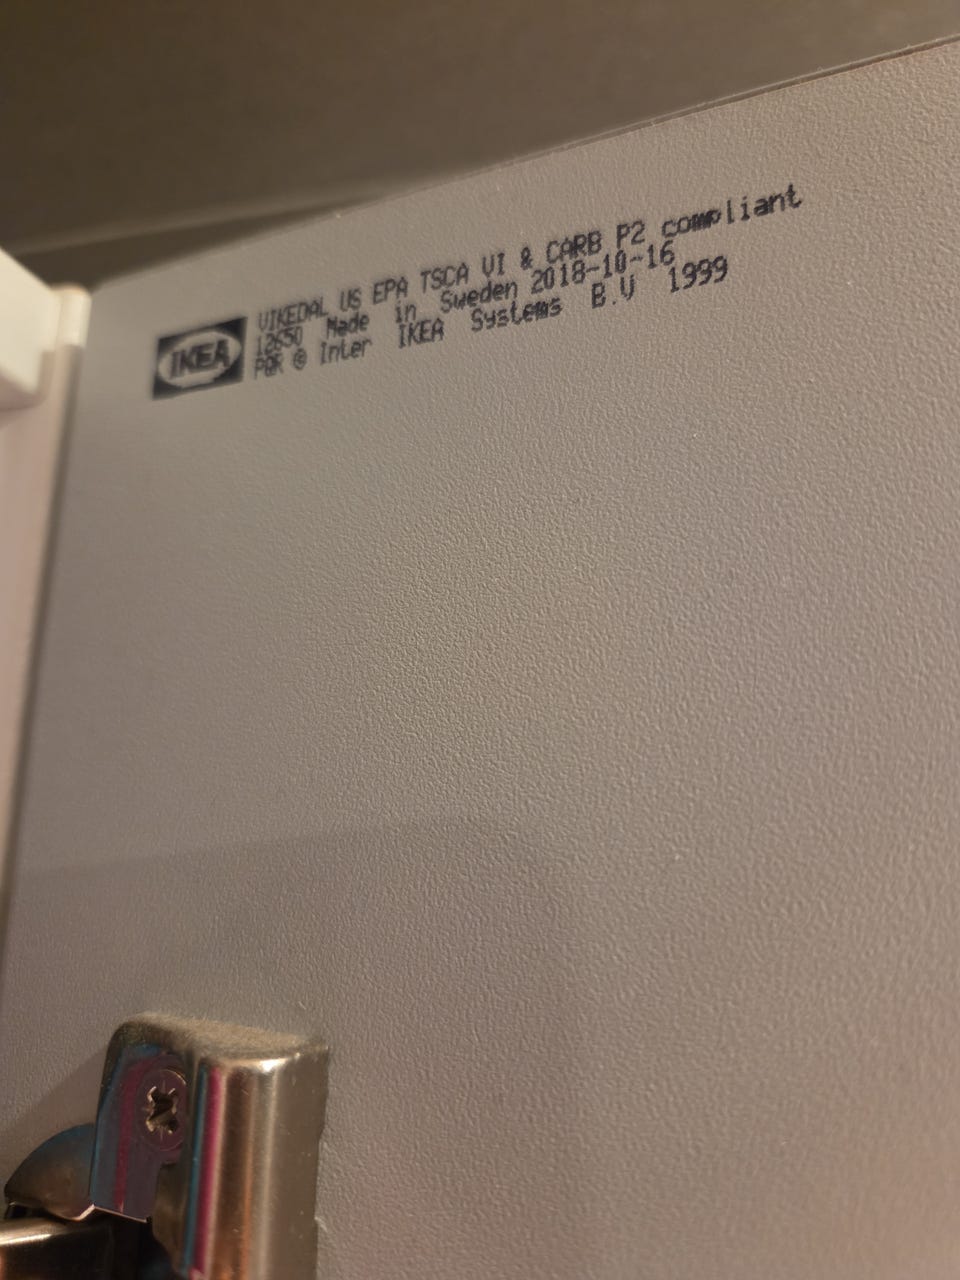 IKEA
VIKEDAL US EPA TSCA VI & CARB P2 compliant
12650 Made in Sweden 2018-10-16
PQR © Inter IKEA Systems B.V 1999